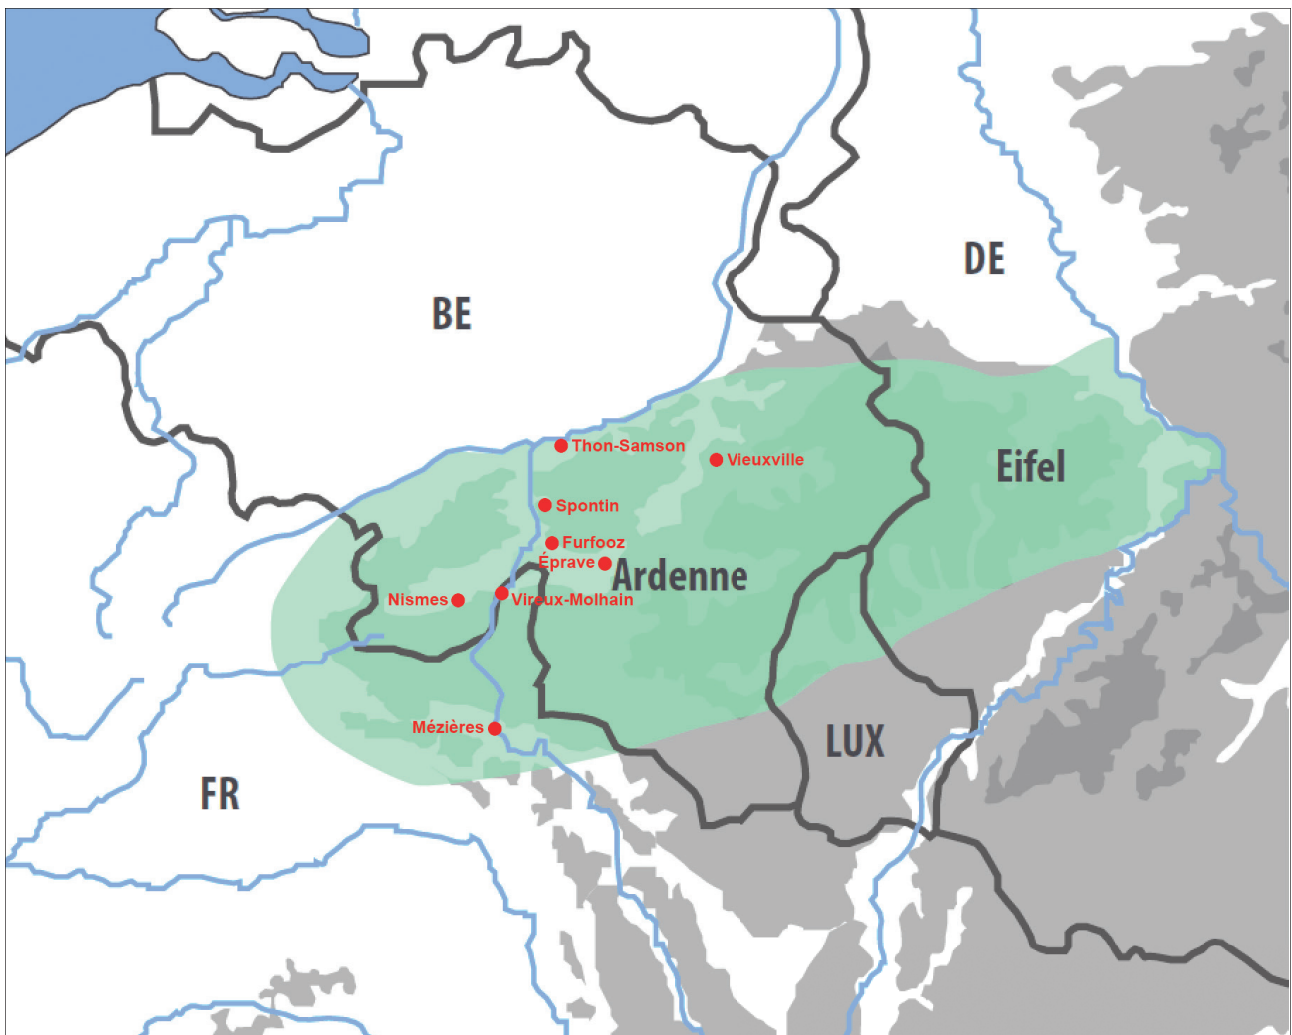 DE
BE
Thon-Samson
Vieuxville
Eifel
Spontin
Furfooz
Éprave
Ardenne
Nismes
Viroux-Molhain
Mézières
LUX
FR